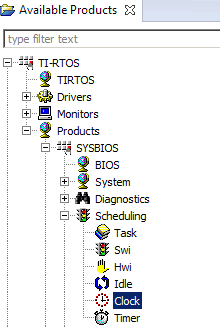 Available Products
type filter text
TI-RTOS
TIRTOS
Drivers
Monitors
Products
SYSBIOS
BIOS
System
Diagnostics
Scheduling
Task
Swi
Hwi
Idle
Clock
Timer